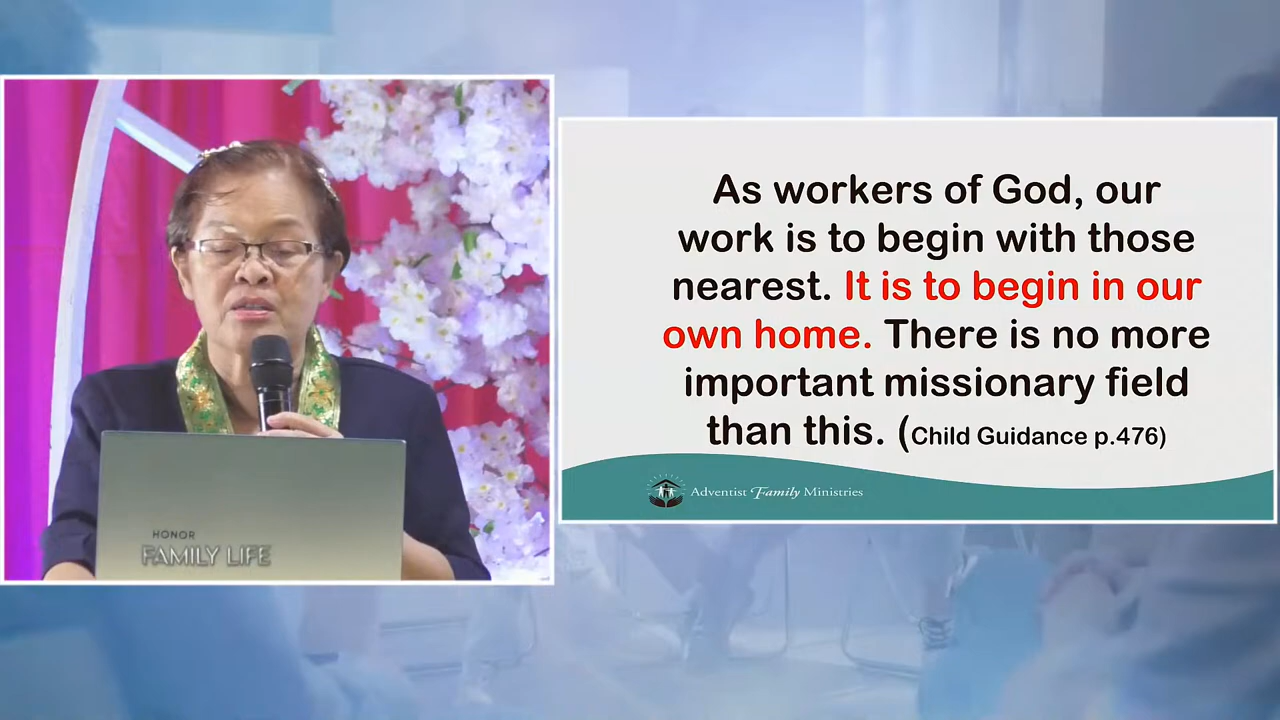 As workers of God, our
work is to begin with those
nearest. It is to begin in our
own home. There is no more
important missionary field
than this. (Child Guidance p.476)
Adventist Family Ministries
HONOR
FAMILY LIFE